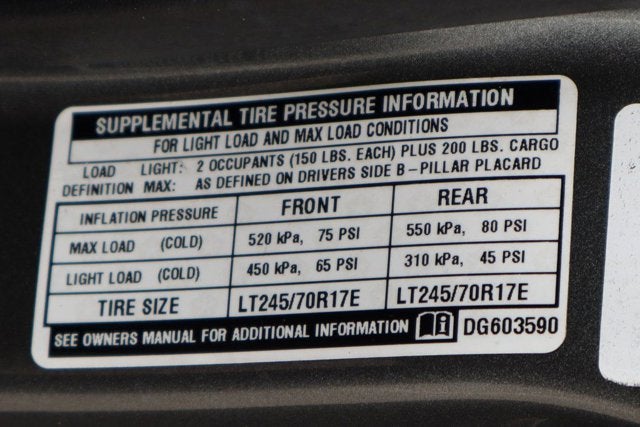 SUPPLEMENTAL TIRE PRESSURE INFORMATION
FOR LIGHT LOAD AND MAX LOAD CONDITIONS
LOAD LIGHT: 2 OCCUPANTS (150 LBS. EACH) PLUS 200 LBS. CARGO
DEFINITION MAX: AS DEFINED ON DRIVERS SIDE B-PILLAR PLACARD
INFLATION PRESSURE FRONT REAR
MAX LOAD (COLD) 520 kPa, 75 PSI 550 kPa, 80 PSI
LIGHT LOAD (COLD) 450 kPa, 65 PSI 310 kPa, 45 PSI
TIRE SIZE LT245/70R17E LT245/70R17E
SEE OWNERS MANUAL FOR ADDITIONAL INFORMATION DG603590